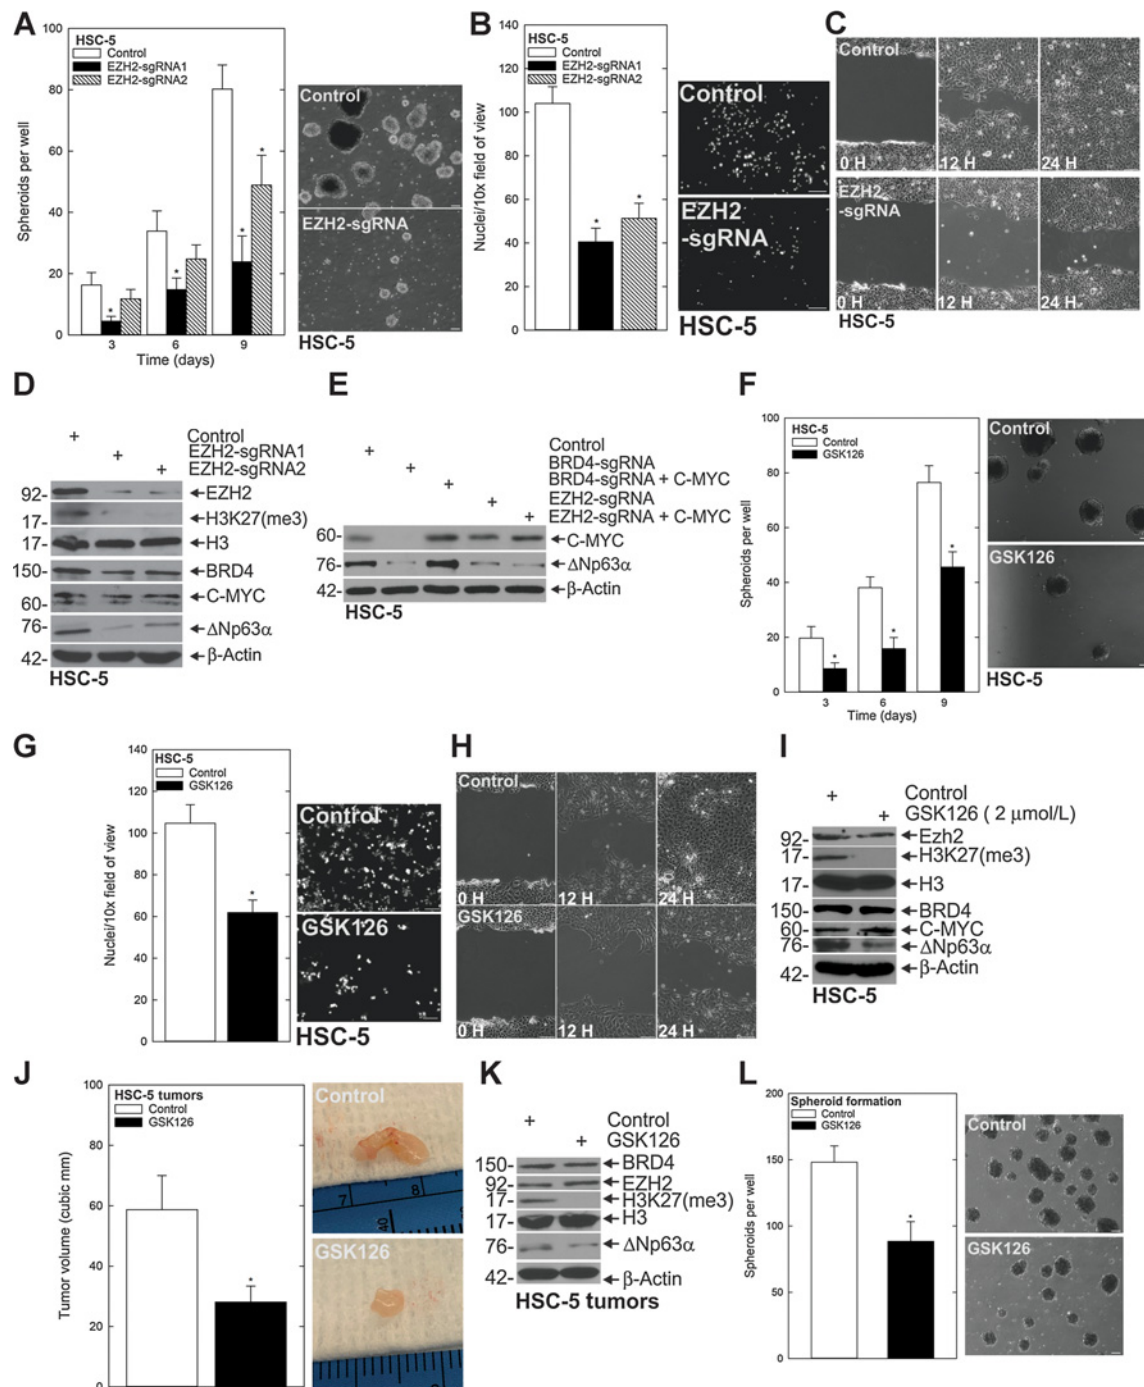 A
HSC-5
Control
EZH2-sgRNA1
EZH2-sgRNA2
Spheroids per well
100
80
60
40
20
0
3
6
9
Time (days)
*
*
*
*
Control
EZH2-sgRNA
HSC-5
B
HSC-5
Control
EZH2-sgRNA1
EZH2-sgRNA2
Nuclei/10x field of view
140
120
100
80
60
40
20
0
*
*
Control
EZH2
-sgRNA
HSC-5
C
Control
0 H
12 H
24 H
EZH2
-sgRNA
0 H
12 H
24 H
HSC-5
D
+
+
+
Control
EZH2-sgRNA1
EZH2-sgRNA2
92-
EZH2
17-
H3K27(me3)
17-
H3
150-
BRD4
60-
C-MYC
76-
ΔNp63α
42-
β-Actin
HSC-5
E
+
+
+
+
+
Control
BRD4-sgRNA
BRD4-sgRNA + C-MYC
EZH2-sgRNA
EZH2-sgRNA + C-MYC
60-
C-MYC
76-
ΔNp63α
42-
β-Actin
HSC-5
F
HSC-5
Control
GSK126
Spheroids per well
100
80
60
40
20
0
3
6
9
Time (days)
*
*
*
Control
GSK126
HSC-5
G
HSC-5
Control
GSK126
Nuclei/10x field of view
140
120
100
80
60
40
20
0
*
Control
GSK126
HSC-5
H
Control
0 H
12 H
24 H
GSK126
0 H
12 H
24 H
I
+
+
Control
GSK126 ( 2 μmol/L)
92-
Ezh2
17-
H3K27(me3)
17-
H3
150-
BRD4
60-
C-MYC
76-
ΔNp63α
42-
β-Actin
HSC-5
J
HSC-5 tumors
Control
GSK126
Tumor volume (cubic mm)
100
80
60
40
20
0
*
Control
7
8
40
GSK126
K
+
+
Control
GSK126
150-
BRD4
92-
EZH2
17-
H3K27(me3)
17-
H3
76-
ΔNp63α
42-
β-Actin
HSC-5 tumors
L
Spheroid formation
Control
GSK126
Spheroids per well
200
150
100
50
0
*
Control
GSK126